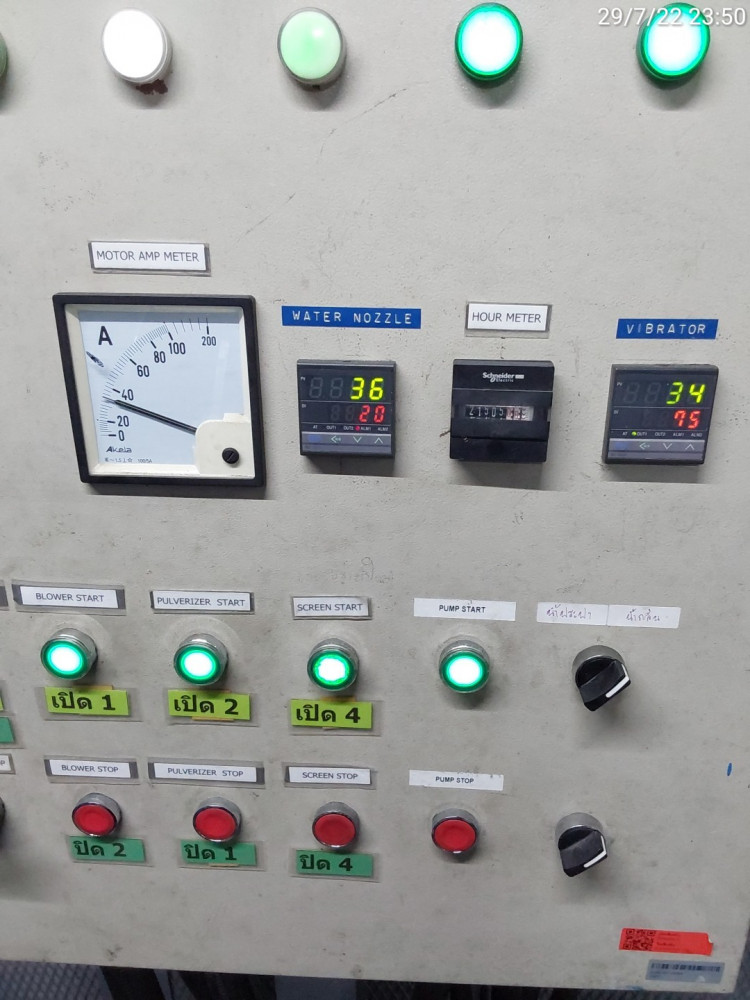 29/7/22 23:50
MOTOR AMP METER
WATER NOZZLE
HOUR METER
VIBRATOR
A
200
100
80
60
40
20
0
36
20
Schneider
Electric
34
75
BLOWER START
PULVERIZER START
SCREEN START
PUMP START
เปิด 1
เปิด 2
เปิด 4
BLOWER STOP
PULVERIZER STOP
SCREEN STOP
PUMP STOP
ปิด 2
ปิด 1
ปิด 4